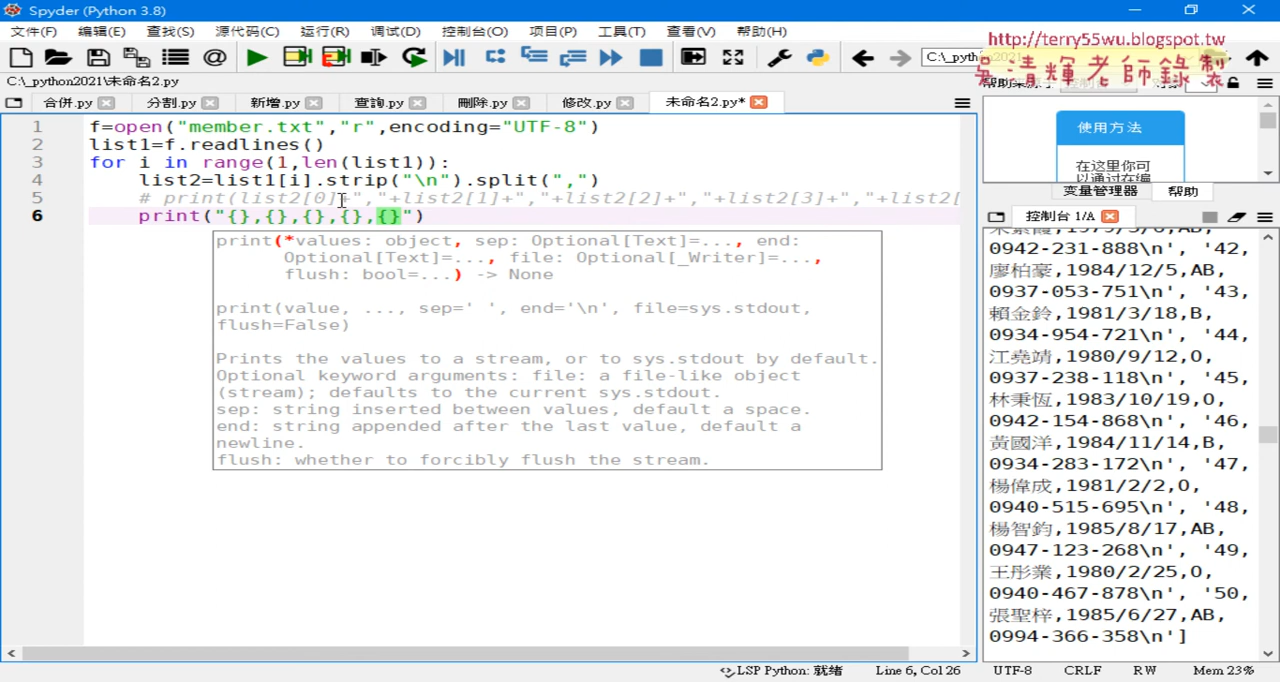 Spyder (Python 3.8)
文件(F) 编辑(E) 查找(S) 源代码(C) 运行(R) 调试(D) 控制台(O) 项目(P) 工具(T) 查看(V) 帮助(H)
http://terry55wu.blogspot.tw
吳清輝老師錄製
C:\_python2021\未命名2.py
合併.py 分割.py 新增.py 查詢.py 刪除.py 修改.py 未命名2.py*
1 f=open("member.txt","r",encoding="UTF-8")
2 list1=f.readlines()
3 for i in range(1,len(list1)):
4 list2=list1[i].strip("\n").split(",")
5 # print(list2[0]+","+list2[1]+","+list2[2]+","+list2[3]+","+list2[
6 print("{},{},{},{},{}")
print(*values: object, sep: Optional[Text]=..., end:
Optional[Text]=..., file: Optional[_Writer]=...,
flush: bool=...) -> None
print(value, ..., sep=' ', end='\n', file=sys.stdout,
flush=False)
Prints the values to a stream, or to sys.stdout by default.
Optional keyword arguments: file: a file-like object
(stream); defaults to the current sys.stdout.
sep: string inserted between values, default a space.
end: string appended after the last value, default a
newline.
flush: whether to forcibly flush the stream.
使用方法
在这里你可
以通过在编
变量管理器 帮助
控制台 1/A
0942-231-888\n', '42,
廖柏豪,1984/12/5,AB,
0937-053-751\n', '43,
賴金鈴,1981/3/18,B,
0934-954-721\n', '44,
江堯靖,1980/9/12,O,
0937-238-118\n', '45,
林秉恆,1983/10/19,O,
0942-154-868\n', '46,
黃國洋,1984/11/14,B,
0934-283-172\n', '47,
楊偉成,1981/2/2,O,
0940-515-695\n', '48,
楊智鈞,1985/8/17,AB,
0947-123-268\n', '49,
王彤業,1980/2/25,O,
0940-467-878\n', '50,
張聖梓,1985/6/27,AB,
0994-366-358\n']
LSP Python: 就绪 Line 6, Col 26 UTF-8 CRLF RW Mem 23%